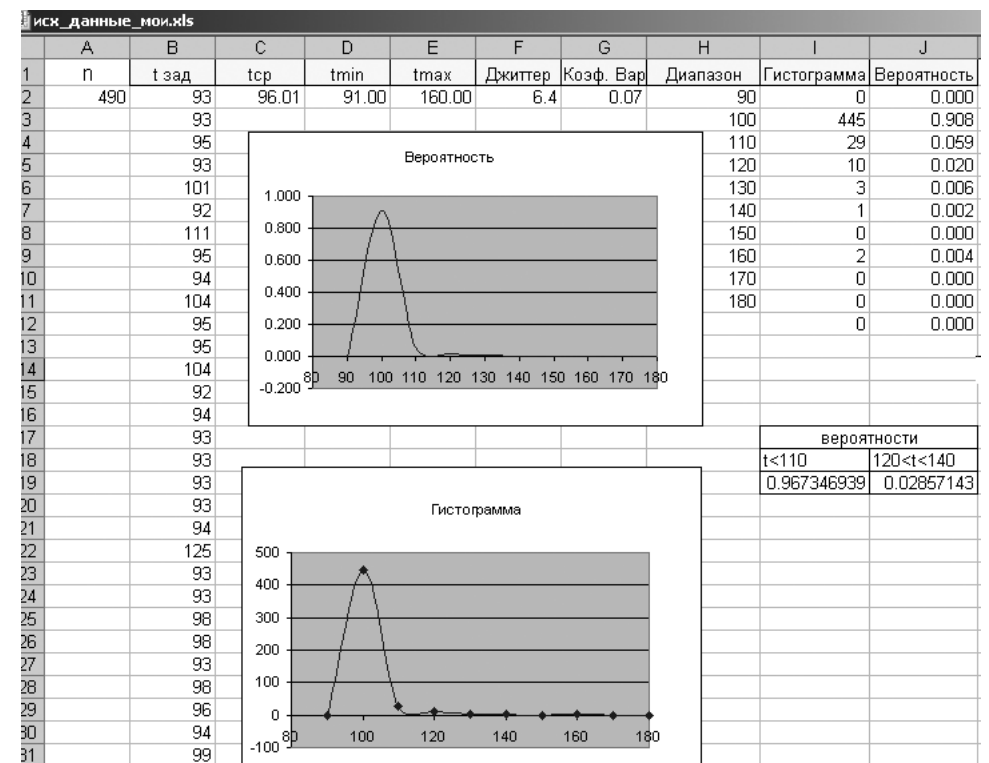 исх_данные_мои.xls
A B C D E F G H I J
1 n t зад tср tmin tmax Джиттер Коэф. Вар Диапазон Гистограмма Вероятность
2 490 93 96.01 91.00 160.00 6.4 0.07 90 0 0.000
3 93 100 445 0.908
4 95 110 29 0.059
5 93 120 10 0.020
6 101 130 3 0.006
7 92 140 1 0.002
8 111 150 0 0.000
9 95 160 2 0.004
10 94 170 0 0.000
11 104 180 0 0.000
12 95 0 0.000
13 95
14 104
15 92
16 94
17 93 вероятности
18 93 t<110 120<t<140
19 93 0.967346939 0.02857143
20 93
21 94
22 125
23 93
24 93
25 98
26 98
27 93
28 98
29 96
30 94
31 99
Вероятность
1.000
0.800
0.600
0.400
0.200
0.000
-0.200
80 90 100 110 120 130 140 150 160 170 180
Гистограмма
500
400
300
200
100
0
-100
80 100 120 140 160 180